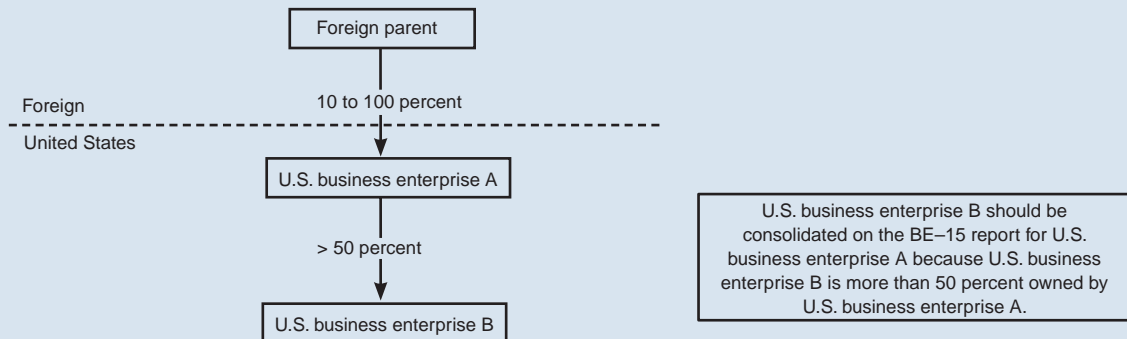 Foreign parent
10 to 100 percent
Foreign
United States
U.S. business enterprise A
> 50 percent
U.S. business enterprise B
U.S. business enterprise B should be
consolidated on the BE–15 report for U.S.
business enterprise A because U.S. business
enterprise B is more than 50 percent owned by
U.S. business enterprise A.